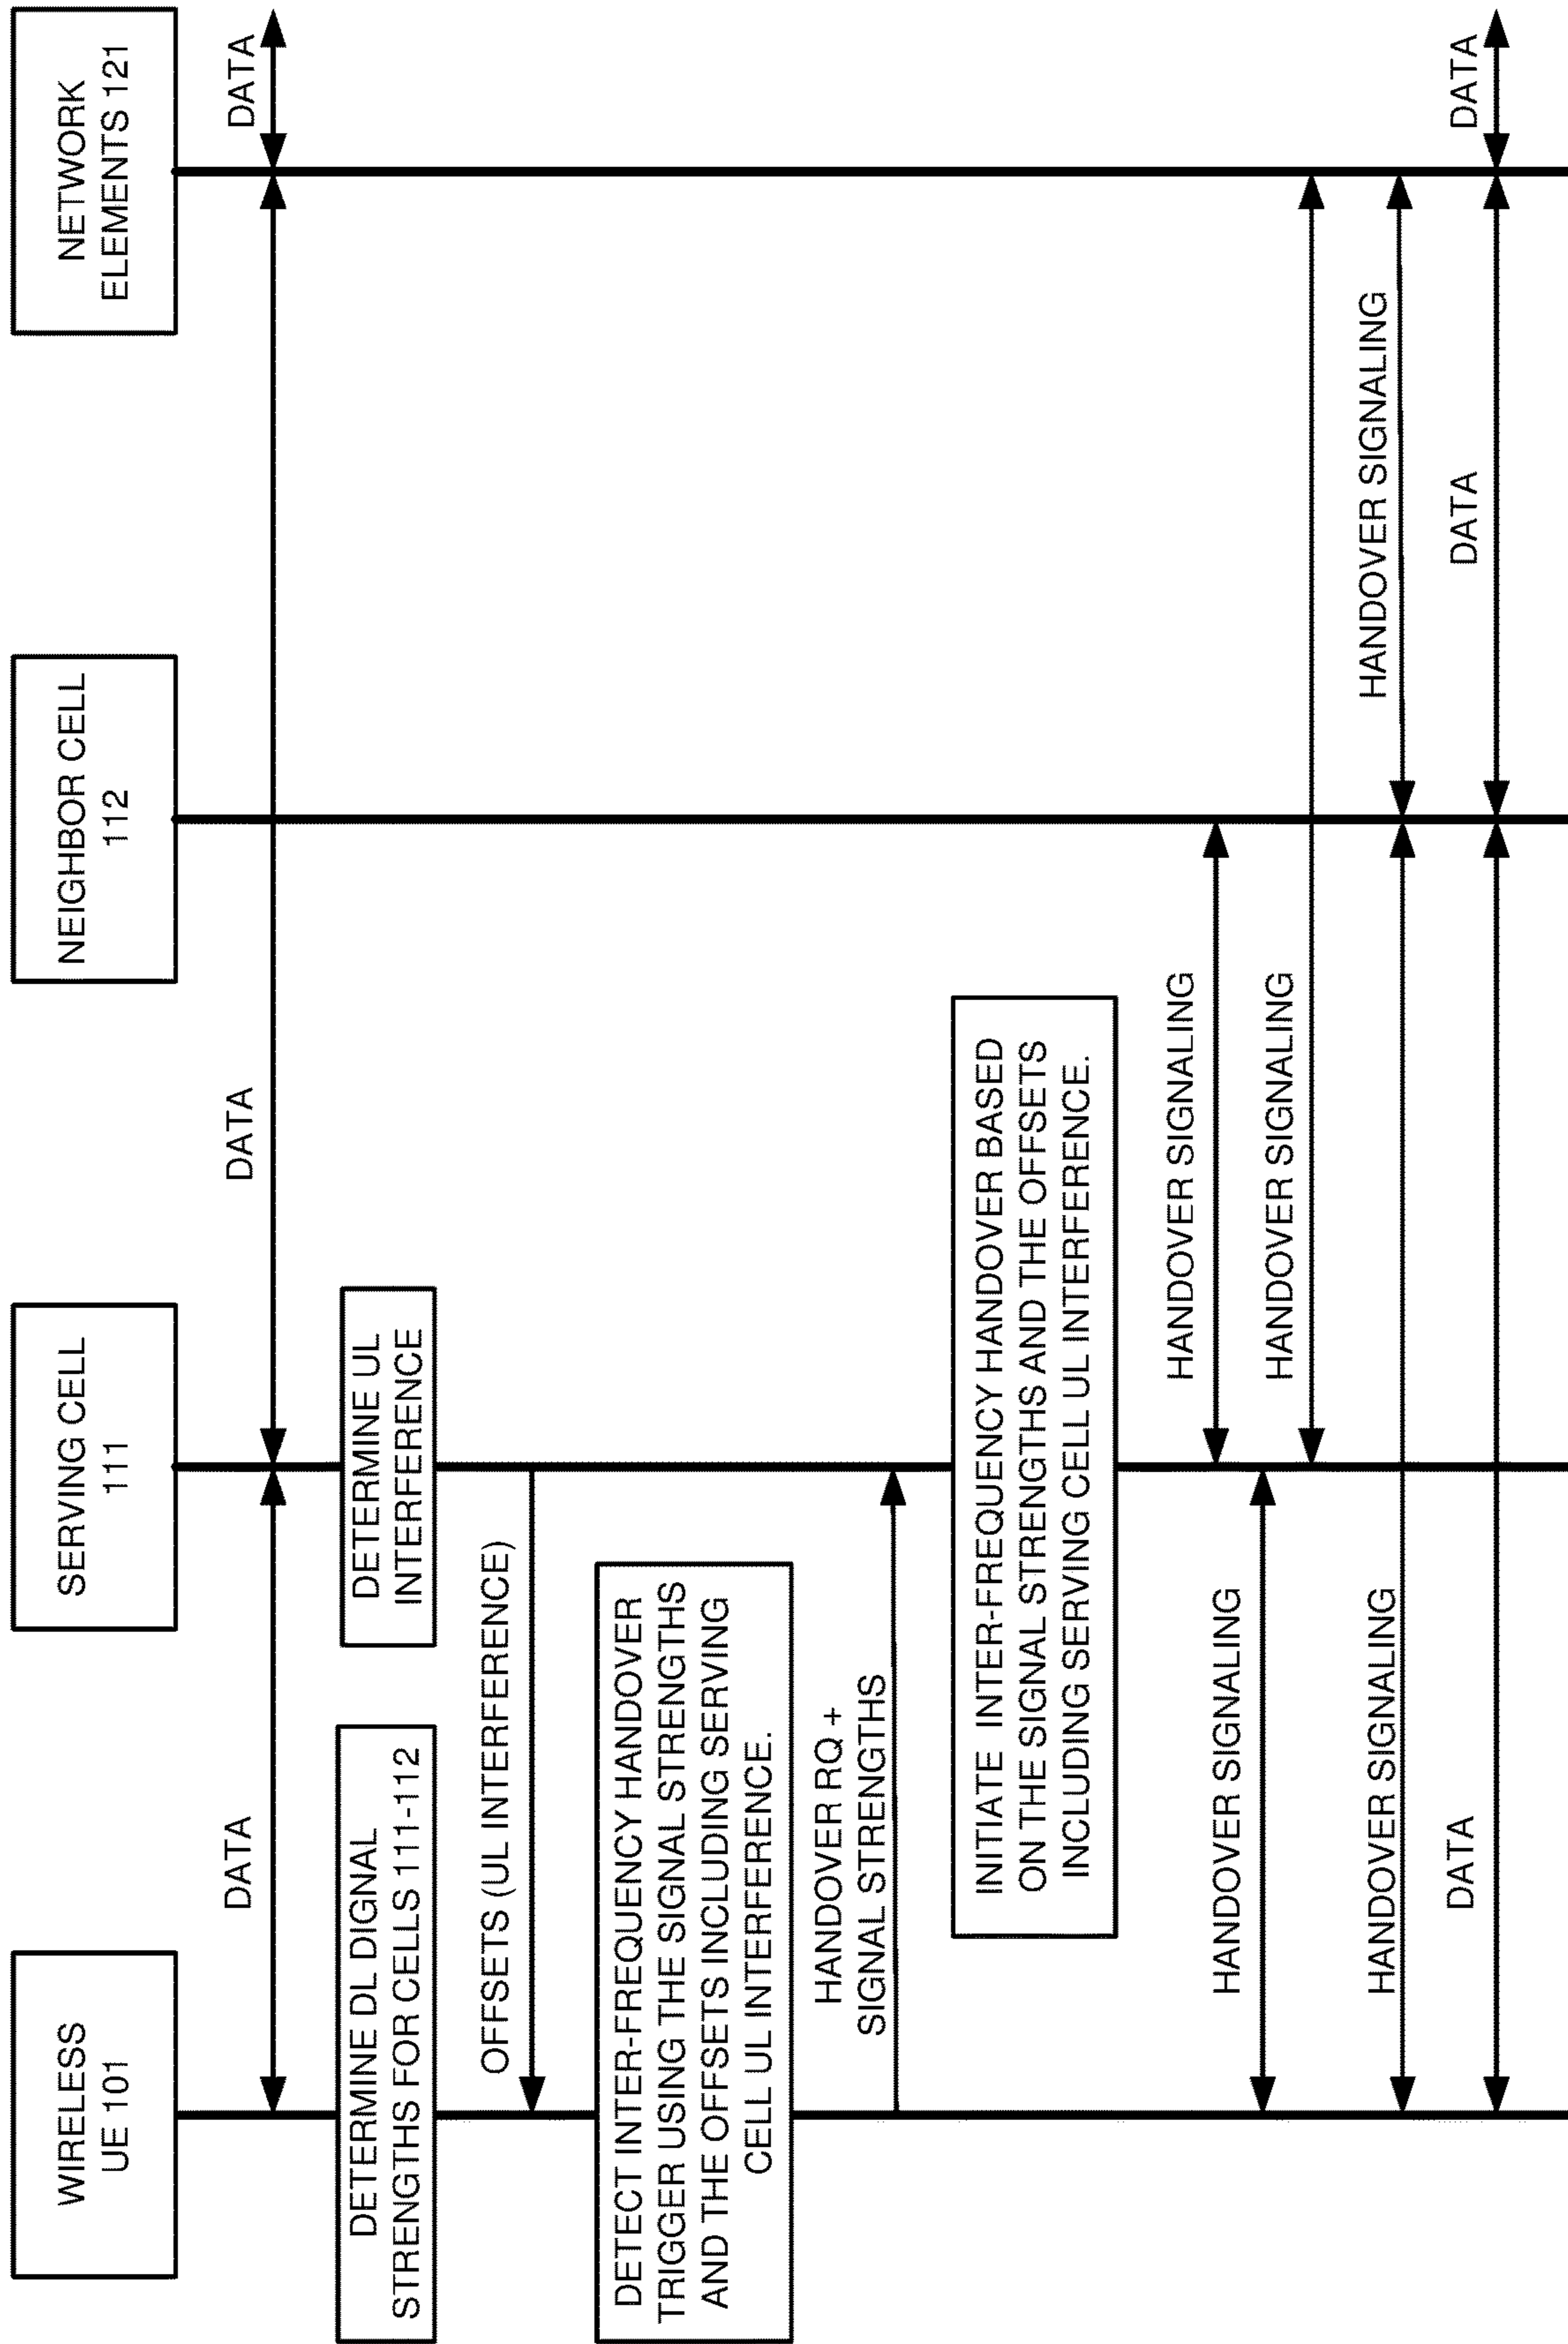 WIRELESS
UE 101
SERVING CELL
111
NEIGHBOR CELL
112
NETWORK
ELEMENTS 121
DATA
DATA
DATA
DETERMINE DL DIGNAL
STRENGTHS FOR CELLS 111-112
DETERMINE UL
INTERFERENCE
OFFSETS (UL INTERFERENCE)
DETECT INTER-FREQUENCY HANDOVER
TRIGGER USING THE SIGNAL STRENGTHS
AND THE OFFSETS INCLUDING SERVING
CELL UL INTERFERENCE.
HANDOVER RQ +
SIGNAL STRENGTHS
INITIATE INTER-FREQUENCY HANDOVER BASED
ON THE SIGNAL STRENGTHS AND THE OFFSETS
INCLUDING SERVING CELL UL INTERFERENCE.
HANDOVER SIGNALING
HANDOVER SIGNALING
HANDOVER SIGNALING
HANDOVER SIGNALING
HANDOVER SIGNALING
DATA
DATA
DATA